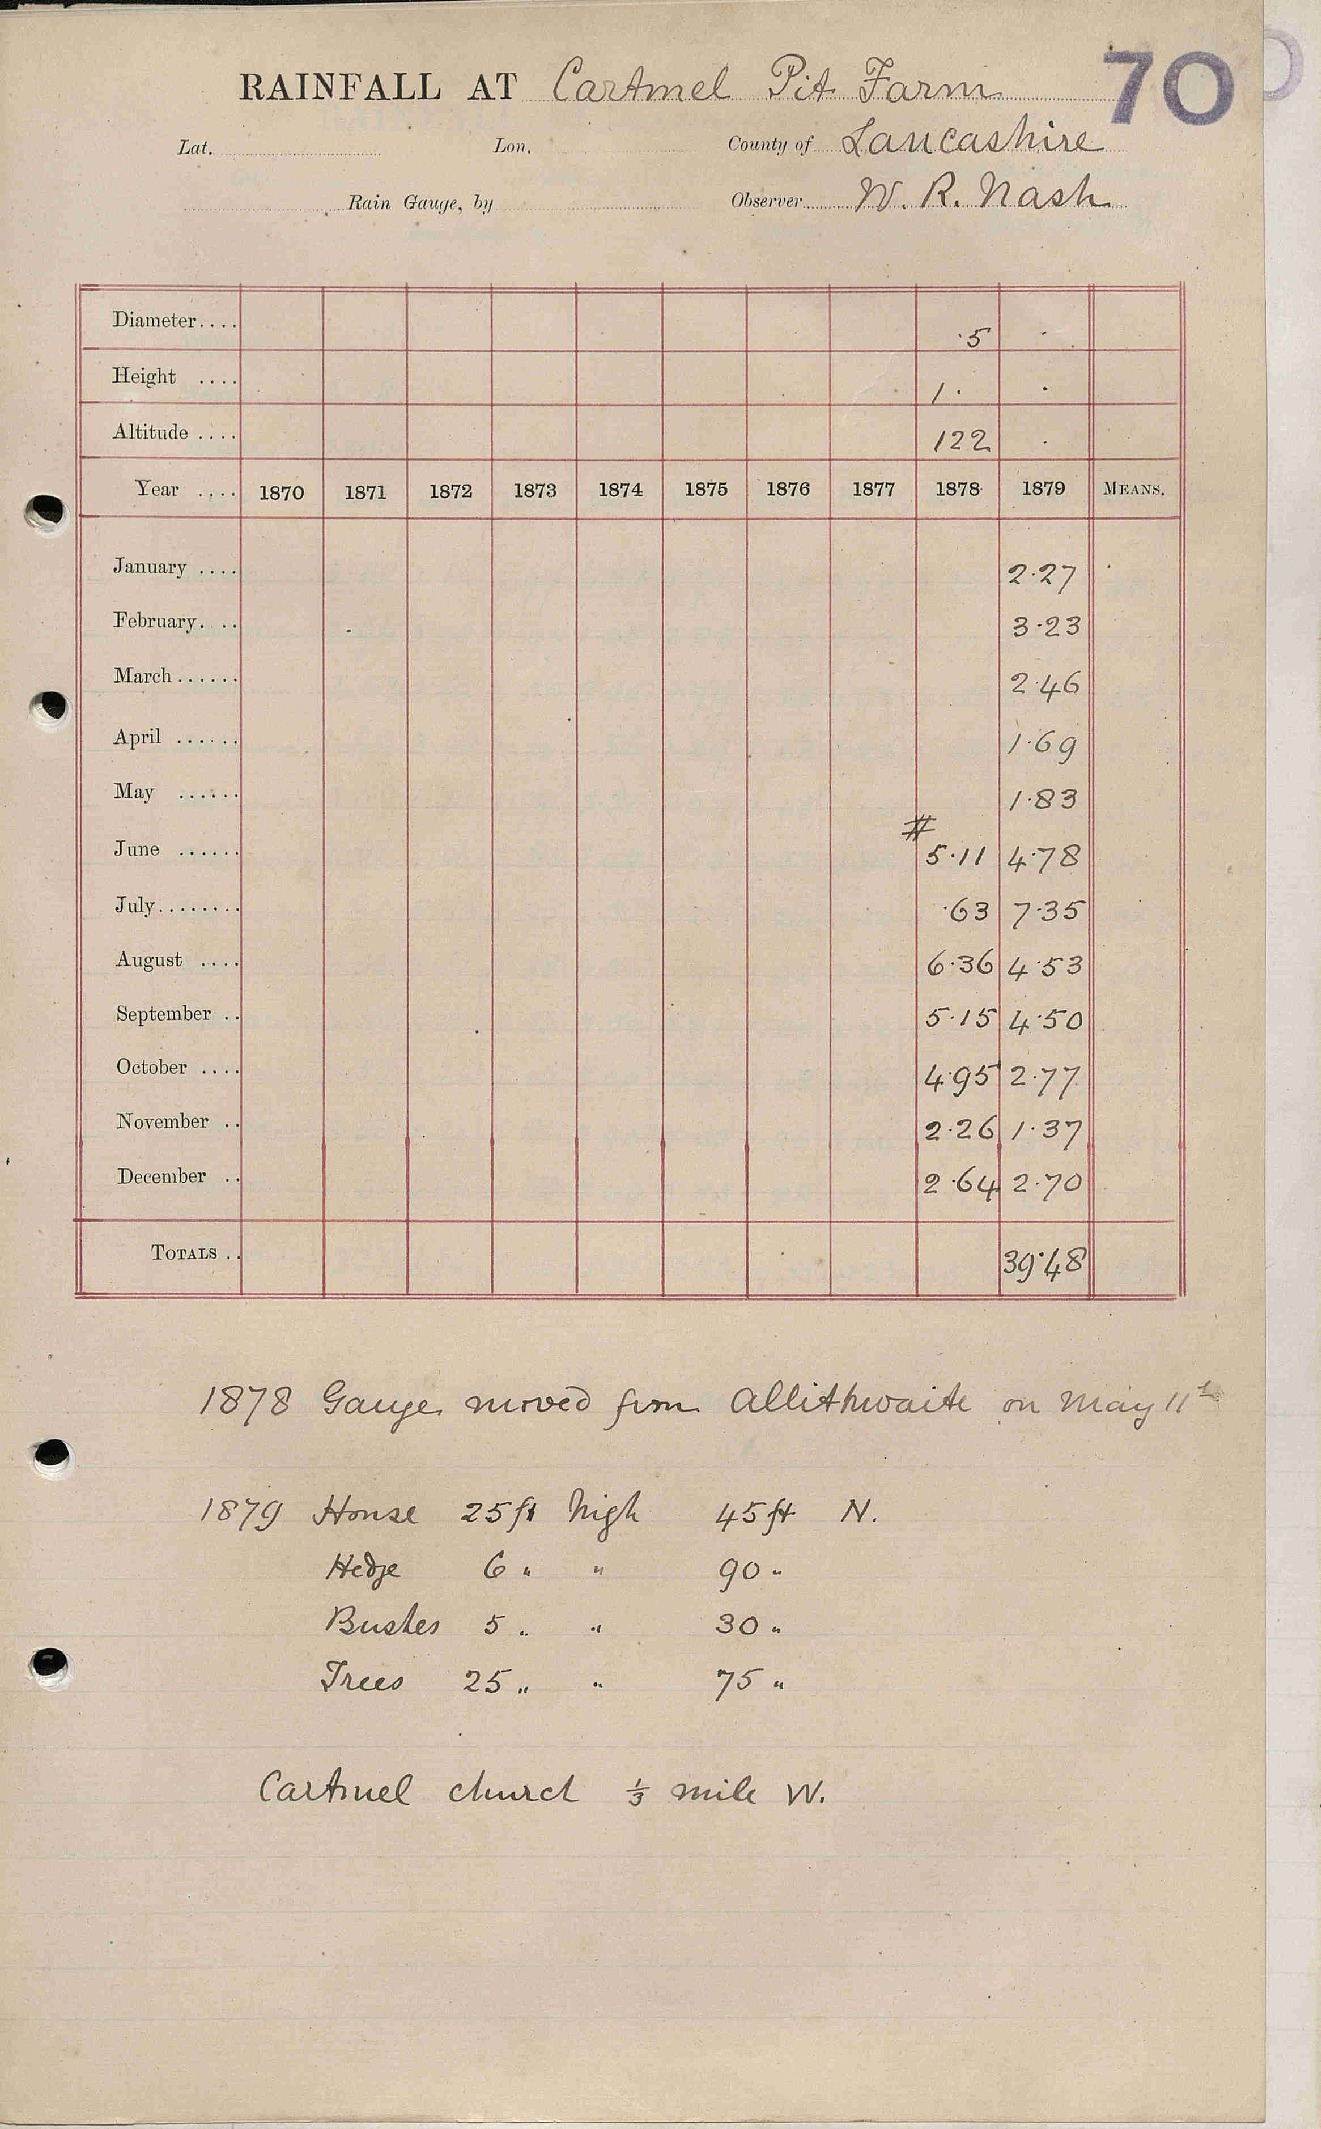 70
RAINFALL AT Cartmel Pit Farm
Lat. Lon. County of Lancashire
Rain Gauge, by Observer W. R. Nash
Diameter.... ·5 ·
Height .... 1· ·
Altitude .... 122 ·
Year .... 1870 1871 1872 1873 1874 1875 1876 1877 1878 1879 MEANS.
January .... 2·27
February. .. 3·23
March ...... 2·46
April ...... 1·69
May ...... 1·83
#
June ...... 5·11 4·78
July........ ·63 7·35
August .... 6·36 4·53
September .. 5·15 4·50
October .... 4·95 2·77
November .. 2·26 1·37
December .. 2·64 2·70
TOTALS .. 39·48
1878 Gauge moved from Allithwaite on May 11th
1879 House 25 ft high 45 ft N.
Hedge 6 " " 90 "
Bushes 5 " " 30 "
Trees 25 " " 75 "
Cartmel church 1/3 mile W.